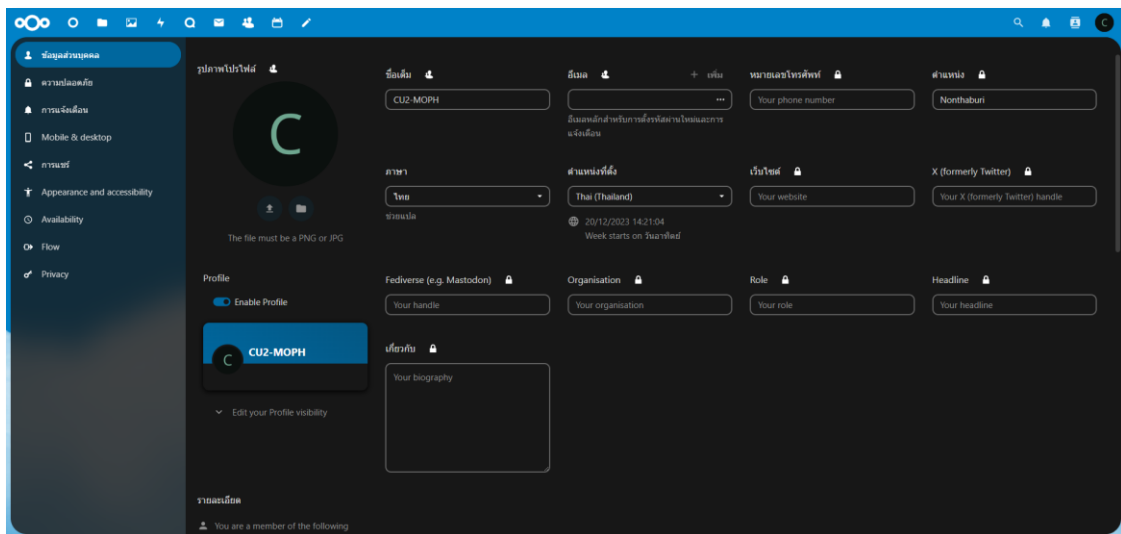 C
ข้อมูลส่วนบุคคล
ความปลอดภัย
การแจ้งเตือน
Mobile & desktop
การแชร์
Appearance and accessibility
Availability
Flow
Privacy
รูปภาพโปรไฟล์
C
The file must be a PNG or JPG
ชื่อเต็ม
CU2-MOPH
อีเมล
+ เพิ่ม
...
อีเมลหลักสำหรับการตั้งรหัสผ่านใหม่และการ
แจ้งเตือน
หมายเลขโทรศัพท์
Your phone number
ตำแหน่ง
Nonthaburi
ภาษา
ไทย
ช่วยแปล
ตำแหน่งที่ตั้ง
Thai (Thailand)
20/12/2023 14:21:04
Week starts on วันอาทิตย์
เว็บไซต์
Your website
X (formerly Twitter)
Your X (formerly Twitter) handle
Profile
Enable Profile
C
CU2-MOPH
Edit your Profile visibility
Fediverse (e.g. Mastodon)
Your handle
Organisation
Your organisation
Role
Your role
Headline
Your headline
เกี่ยวกับ
Your biography
รายละเอียด
You are a member of the following